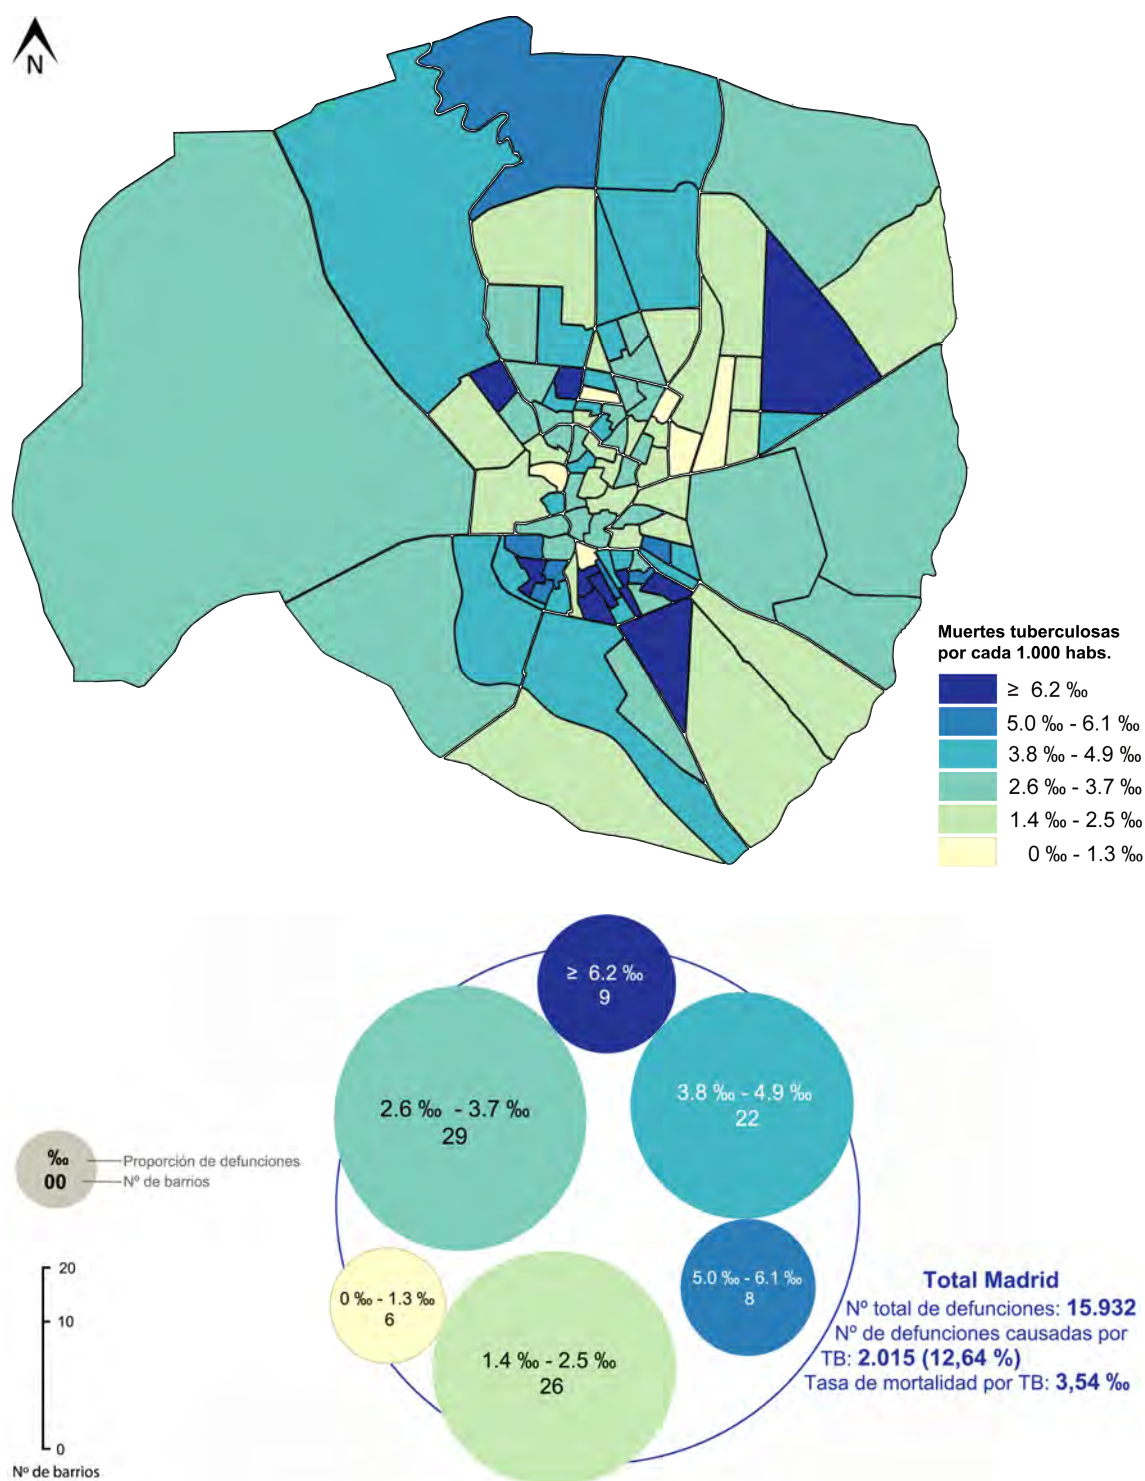 N
Muertes tuberculosas
por cada 1.000 habs.
≥ 6.2 ‰
5.0 ‰ - 6.1 ‰
3.8 ‰ - 4.9 ‰
2.6 ‰ - 3.7 ‰
1.4 ‰ - 2.5 ‰
0 ‰ - 1.3 ‰
≥ 6.2 ‰
9
2.6 ‰ - 3.7 ‰
29
3.8 ‰ - 4.9 ‰
22
‰
Proporción de defunciones
00
Nº de barrios
0 ‰ - 1.3 ‰
6
5.0 ‰ - 6.1 ‰
8
1.4 ‰ - 2.5 ‰
26
20
10
0
Nº de barrios
Total Madrid
Nº total de defunciones: 15.932
Nº de defunciones causadas por
TB: 2.015 (12,64 %)
Tasa de mortalidad por TB: 3,54 ‰